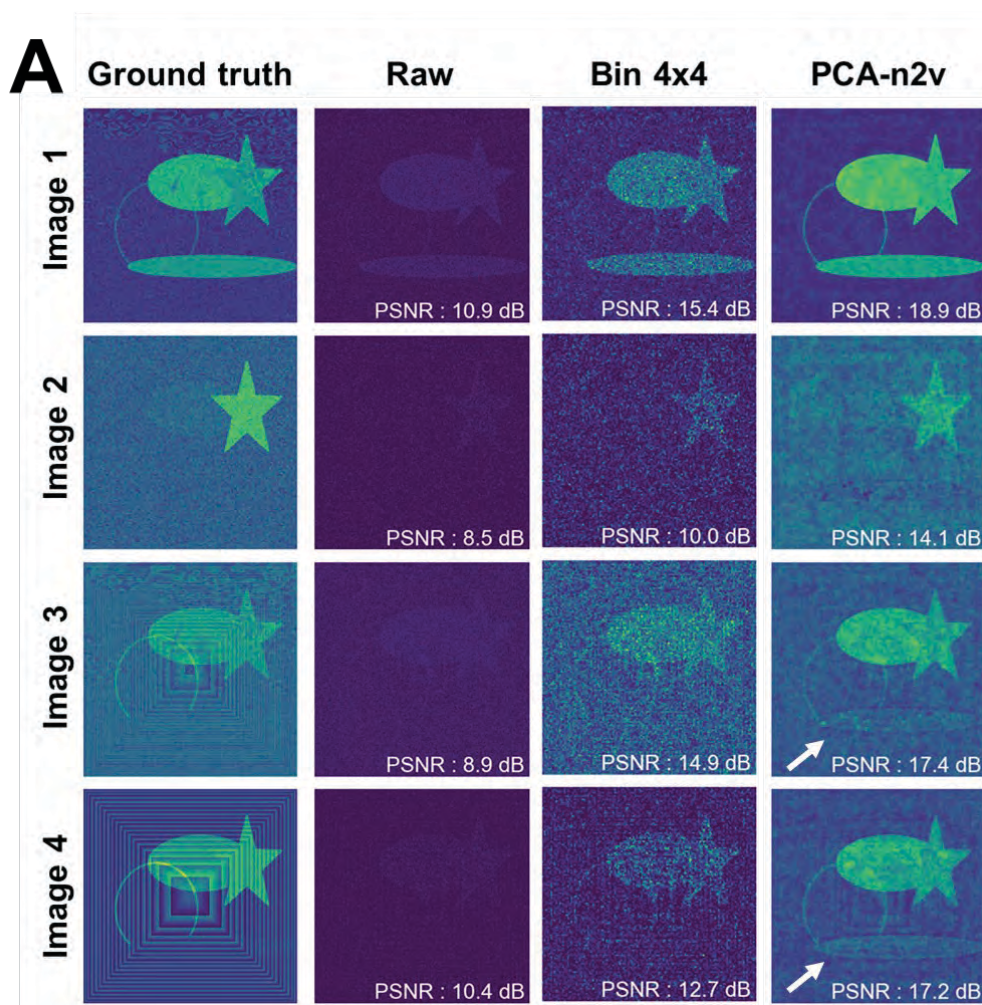 A
Ground truth Raw Bin 4x4 PCA-n2v
Image 1
PSNR : 10.9 dB PSNR : 15.4 dB PSNR : 18.9 dB
Image 2
PSNR : 8.5 dB PSNR : 10.0 dB PSNR : 14.1 dB
Image 3
PSNR : 8.9 dB PSNR : 14.9 dB PSNR : 17.4 dB
Image 4
PSNR : 10.4 dB PSNR : 12.7 dB PSNR : 17.2 dB